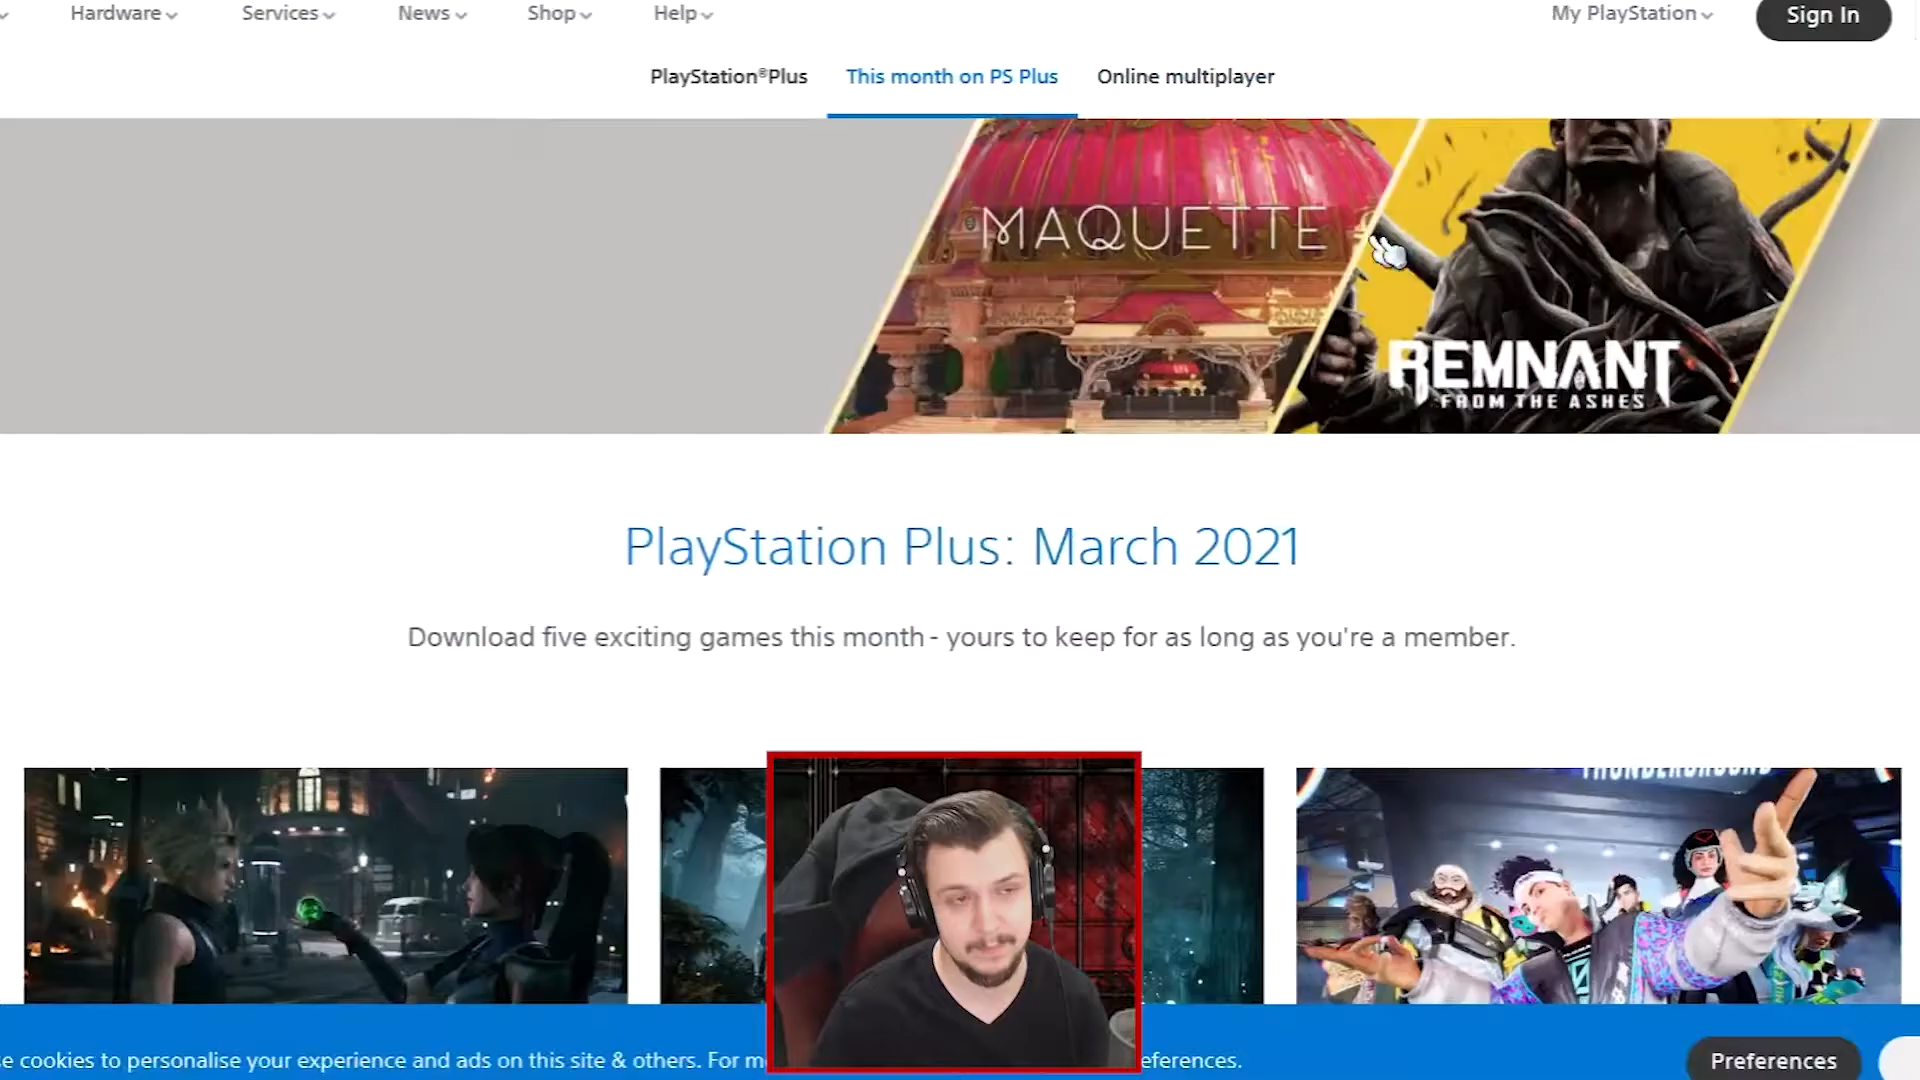 Hardware
Services
News
Shop
Help
My PlayStation
Sign In
PlayStation®Plus
This month on PS Plus
Online multiplayer
MAQUETTE
REMNANT
FROM THE ASHES
PlayStation Plus: March 2021
Download five exciting games this month - yours to keep for as long as you're a member.
cookies to personalise your experience and ads on this site & others. For
Preferences